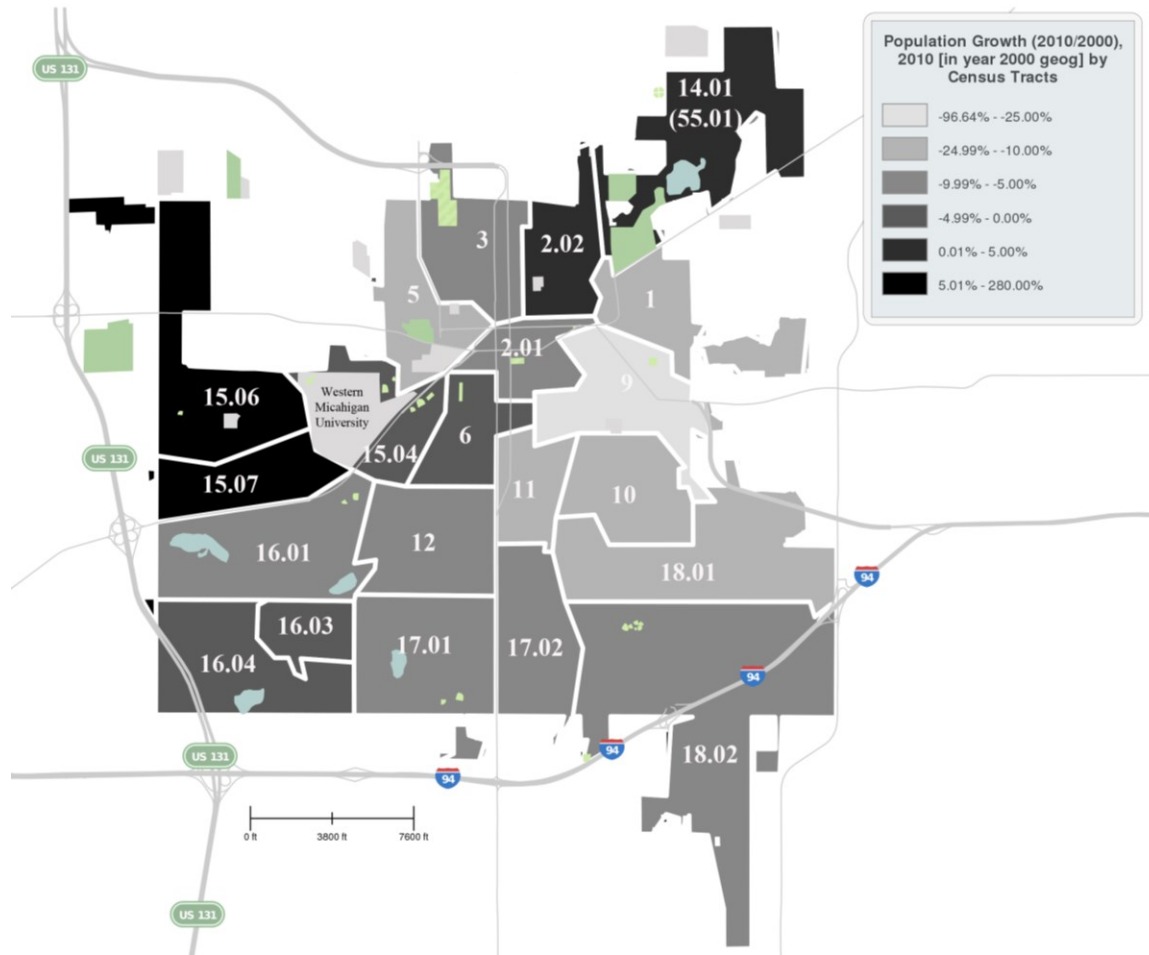 Population Growth (2010/2000),
2010 [in year 2000 geog] by
Census Tracts
-96.64% - -25.00%
-24.99% - -10.00%
-9.99% - -5.00%
-4.99% - 0.00%
0.01% - 5.00%
5.01% - 280.00%
US 131
14.01
(55.01)
3
2.02
5
1
2.01
9
15.06
Western
Micahigan
University
6
15.04
US 131
15.07
11
10
12
16.01
18.01
94
16.03
17.01
17.02
16.04
94
US 131
94
18.02
94
0 ft
3800 ft
7600 ft
US 131